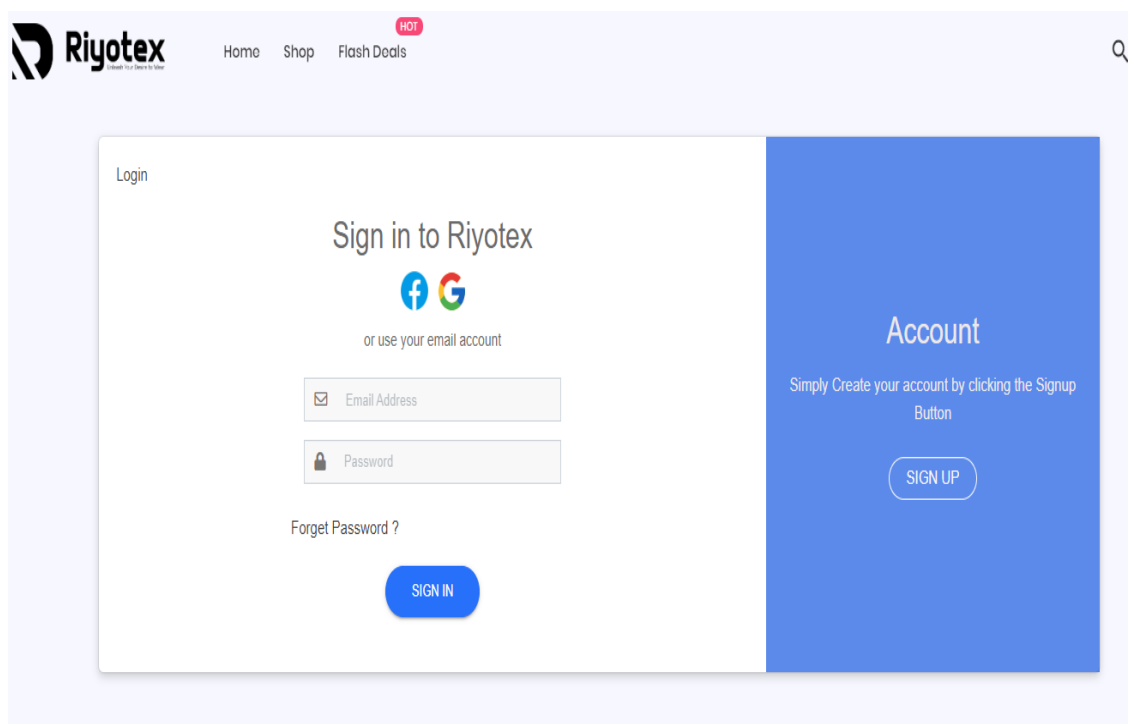 HOT
Riyotex
Home Shop Flash Deals
Login
Sign in to Riyotex
or use your email account
Email Address
Password
Forget Password ?
SIGN IN
Account
Simply Create your account by clicking the Signup
Button
SIGN UP